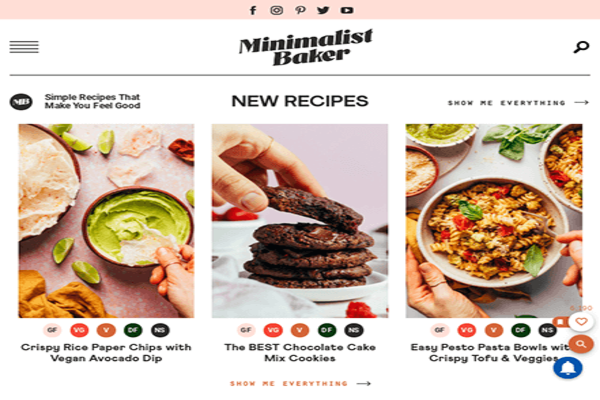 Minimalist
Baker
MB
Simple Recipes That
Make You Feel Good
NEW RECIPES
SHOW ME EVERYTHING
GF VG V DF NS
GF VG V DF NS
GF VG V DF NS
Crispy Rice Paper Chips with
Vegan Avocado Dip
The BEST Chocolate Cake
Mix Cookies
Easy Pesto Pasta Bowls with
Crispy Tofu & Veggies
SHOW ME EVERYTHING